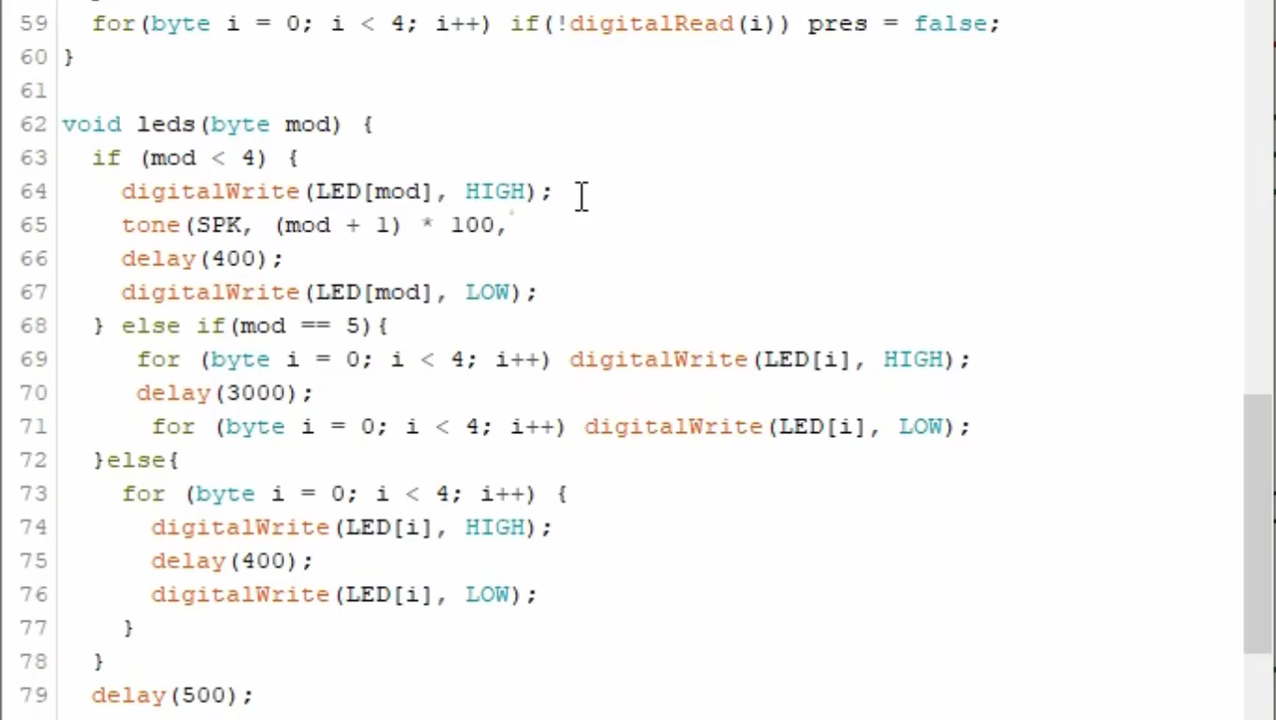 59 for(byte i = 0; i < 4; i++) if(!digitalRead(i)) pres = false;
60 }
61
62 void leds(byte mod) {
63 if (mod < 4) {
64 digitalWrite(LED[mod], HIGH);
65 tone(SPK, (mod + 1) * 100,
66 delay(400);
67 digitalWrite(LED[mod], LOW);
68 } else if(mod == 5){
69 for (byte i = 0; i < 4; i++) digitalWrite(LED[i], HIGH);
70 delay(3000);
71 for (byte i = 0; i < 4; i++) digitalWrite(LED[i], LOW);
72 }else{
73 for (byte i = 0; i < 4; i++) {
74 digitalWrite(LED[i], HIGH);
75 delay(400);
76 digitalWrite(LED[i], LOW);
77 }
78 }
79 delay(500);